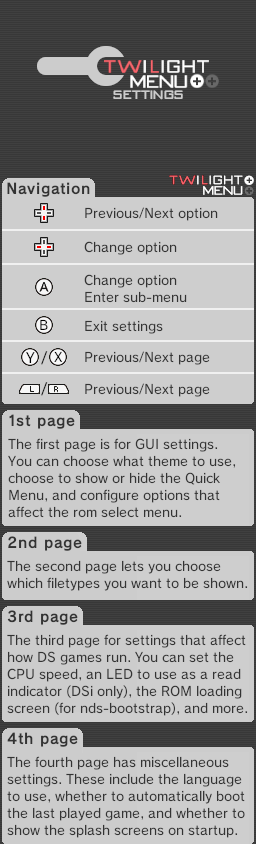 TWiLIGHT
MENU++
SETTINGS
TWiLIGHT
MENU++
Navigation
Previous/Next option
Change option
A
Change option
Enter sub-menu
B
Exit settings
Y/X
Previous/Next page
L/R
Previous/Next page
1st page
The first page is for GUI settings.
You can choose what theme to use,
choose to show or hide the Quick
Menu, and configure options that
affect the rom select menu.
2nd page
The second page lets you choose
which filetypes you want to be shown.
3rd page
The third page for settings that affect
how DS games run. You can set the
CPU speed, an LED to use as a read
indicator (DSi only), the ROM loading
screen (for nds-bootstrap), and more.
4th page
The fourth page has miscellaneous
settings. These include the language
to use, whether to automatically boot
the last played game, and whether to
show the splash screens on startup.